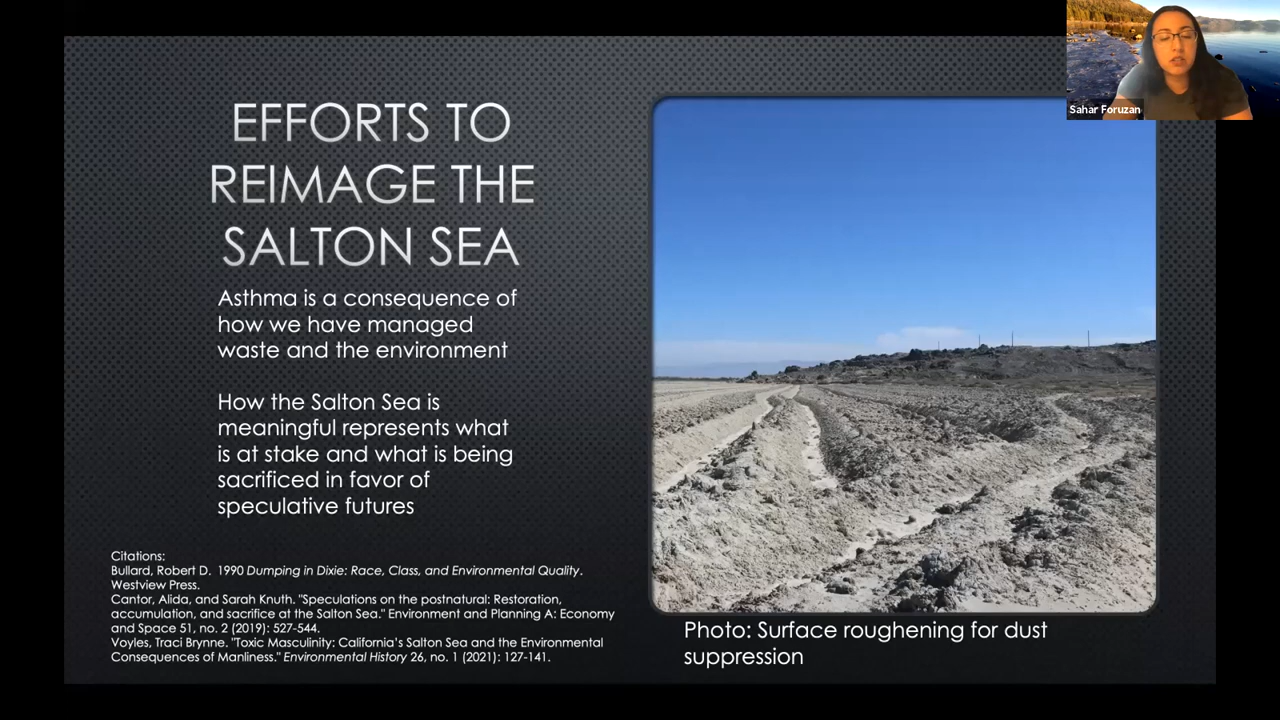 EFFORTS TO
REIMAGE THE
SALTON SEA
Asthma is a consequence of
how we have managed
waste and the environment
How the Salton Sea is
meaningful represents what
is at stake and what is being
sacrificed in favor of
speculative futures
Citations:
Bullard, Robert D. 1990 Dumping in Dixie: Race, Class, and Environmental Quality.
Westview Press.
Cantor, Alida, and Sarah Knuth. "Speculations on the postnatural: Restoration,
accumulation, and sacrifice at the Salton Sea." Environment and Planning A: Economy
and Space 51, no. 2 (2019): 527-544.
Voyles, Traci Brynne. "Toxic Masculinity: California’s Salton Sea and the Environmental
Consequences of Manliness." Environmental History 26, no. 1 (2021): 127-141.
Photo: Surface roughening for dust
suppression
Sahar Foruzan